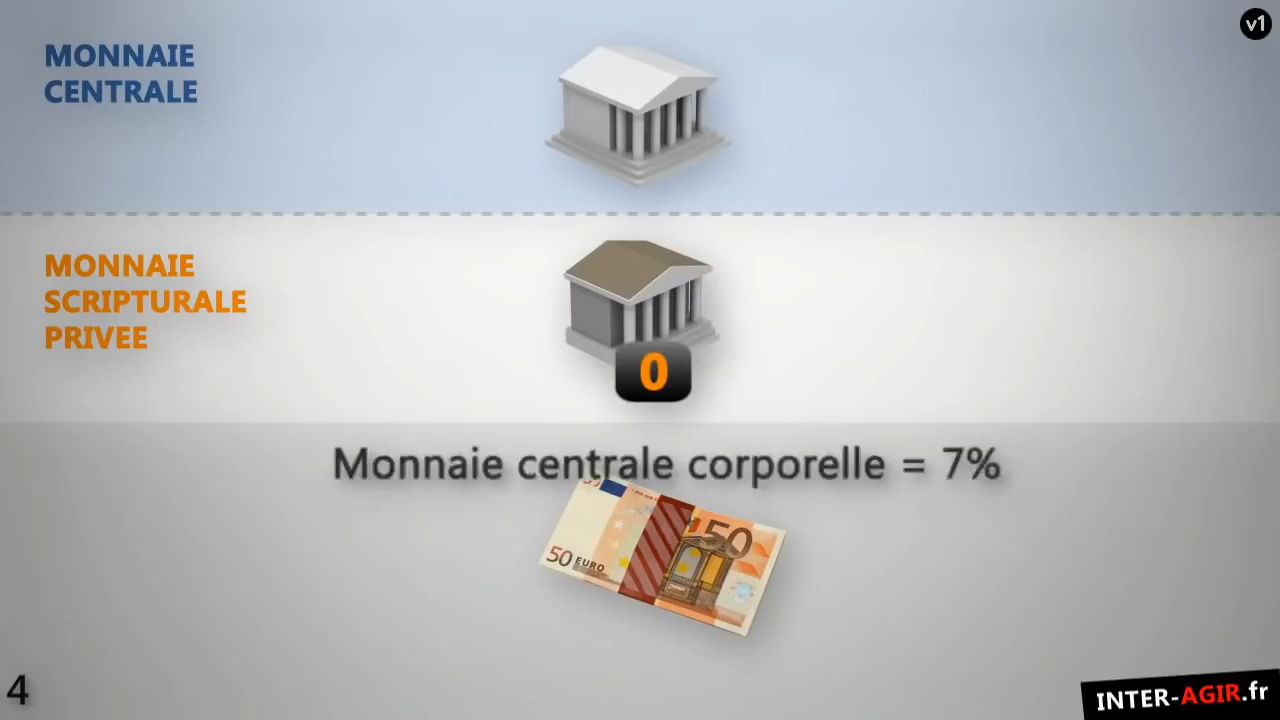 v1
MONNAIE
CENTRALE
MONNAIE
SCRIPTURALE
PRIVEE
0
Monnaie centrale corporelle = 7%
50
50 EURO
4
INTER-AGIR.fr